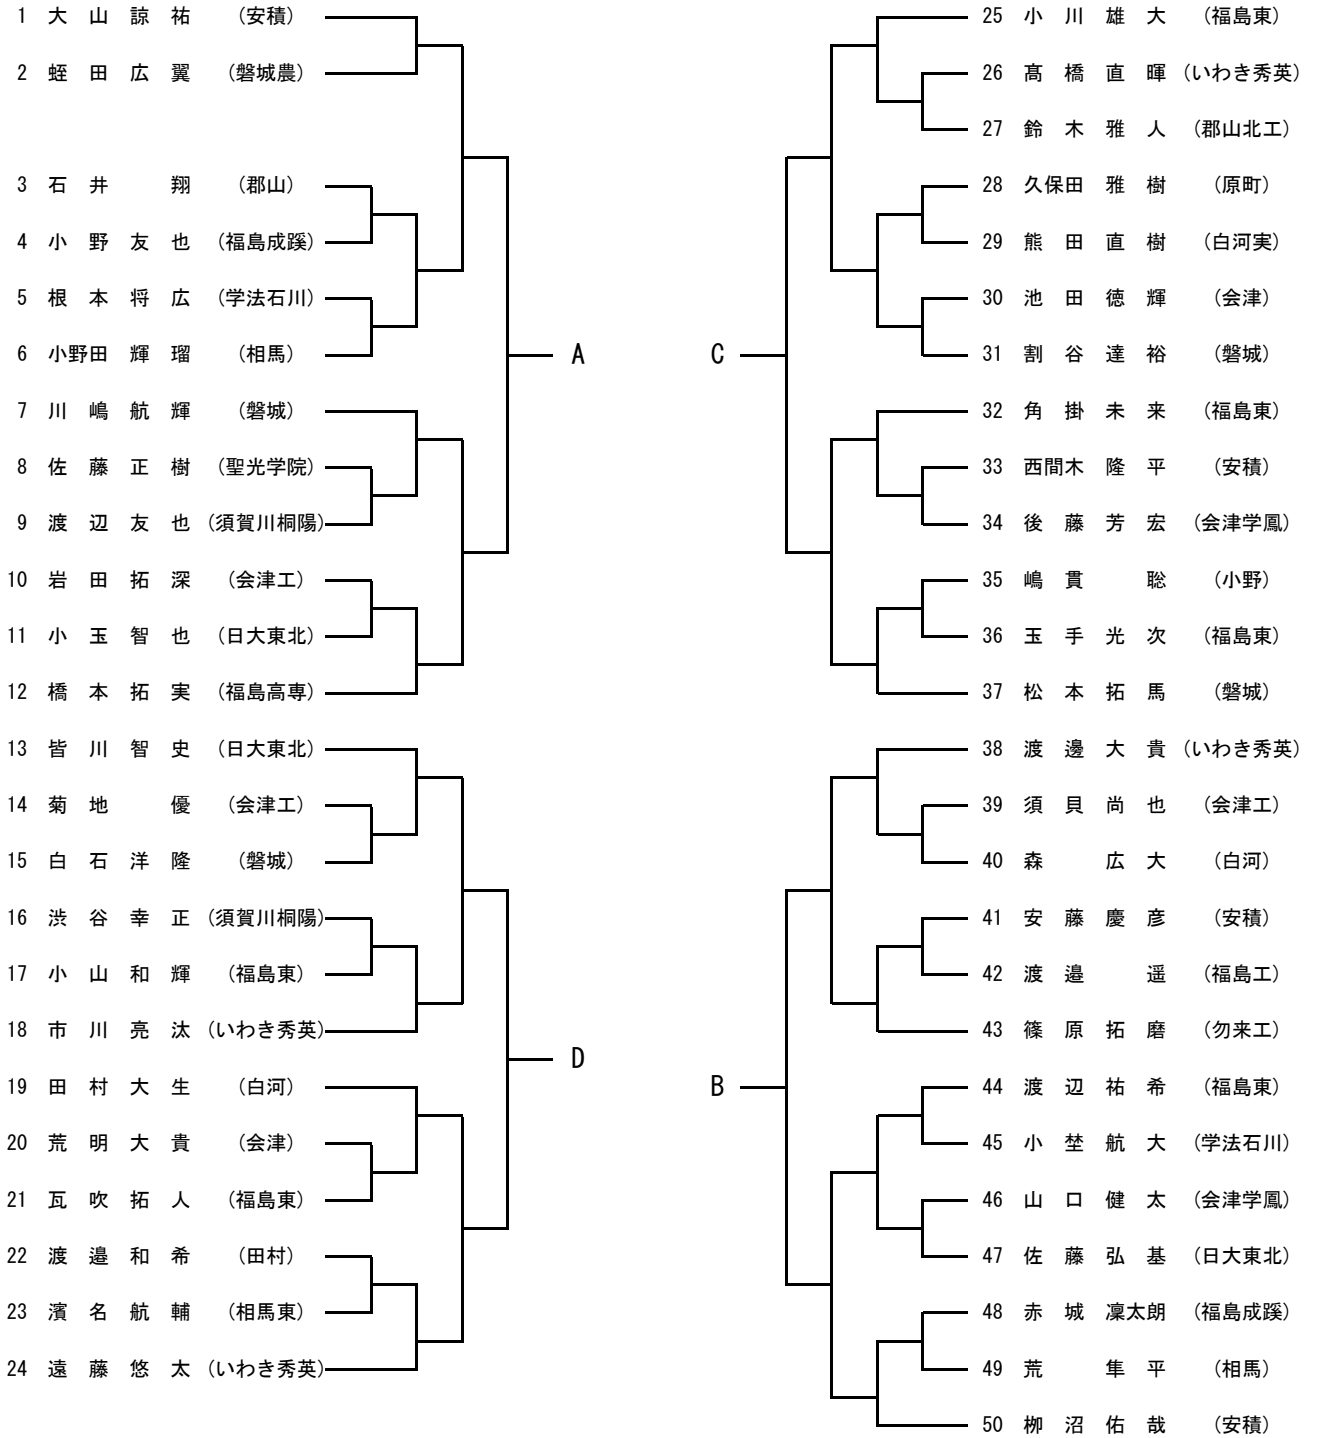 1 大山諒祐 (安積)
2 蛭田広翼 (磐城農)
3 石井翔 (郡山)
4 小野友也 (福島成蹊)
5 根本将広 (学法石川)
6 小野田輝瑠 (相馬)
A
7 川嶋航輝 (磐城)
8 佐藤正樹 (聖光学院)
9 渡辺友也 (須賀川桐陽)
10 岩田拓深 (会津工)
11 小玉智也 (日大東北)
12 橋本拓実 (福島高専)
13 皆川智史 (日大東北)
14 菊地優 (会津工)
15 白石洋隆 (磐城)
16 渋谷幸正 (須賀川桐陽)
17 小山和輝 (福島東)
18 市川亮汰 (いわき秀英)
D
19 田村大生 (白河)
20 荒明大貴 (会津)
21 瓦吹拓人 (福島東)
22 渡邉和希 (田村)
23 濱名航輔 (相馬東)
24 遠藤悠太 (いわき秀英)
25 小川雄大 (福島東)
26 髙橋直暉 (いわき秀英)
27 鈴木雅人 (郡山北工)
28 久保田雅樹 (原町)
29 熊田直樹 (白河実)
30 池田徳輝 (会津)
31 割谷達裕 (磐城)
C
32 角掛未来 (福島東)
33 西間木隆平 (安積)
34 後藤芳宏 (会津学鳳)
35 嶋貫聡 (小野)
36 玉手光次 (福島東)
37 松本拓馬 (磐城)
38 渡邊大貴 (いわき秀英)
39 須貝尚也 (会津工)
40 森広大 (白河)
41 安藤慶彦 (安積)
42 渡邉遥 (福島工)
43 篠原拓磨 (勿来工)
B
44 渡辺祐希 (福島東)
45 小埜航大 (学法石川)
46 山口健太 (会津学鳳)
47 佐藤弘基 (日大東北)
48 赤城凜太朗 (福島成蹊)
49 荒隼平 (相馬)
50 栁沼佑哉 (安積)